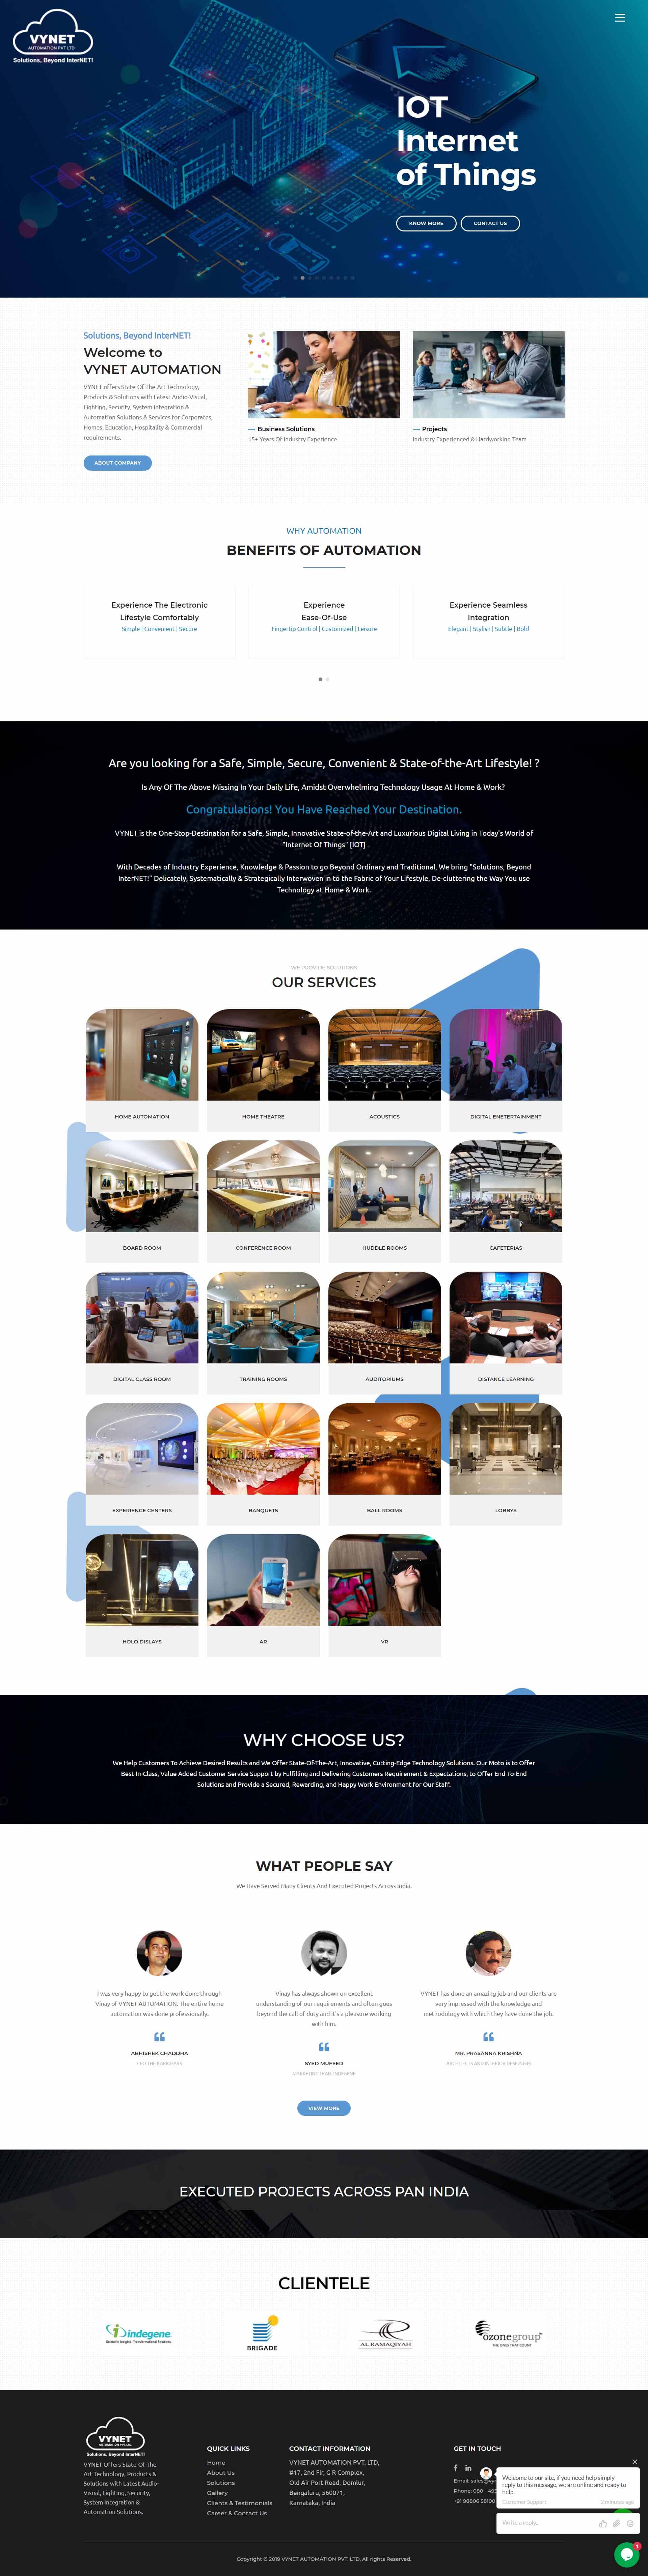 VYNET
AUTOMATION PVT LTD
Solutions, Beyond InterNET!
IOT
Internet
of Things
KNOW MORE
CONTACT US
Solutions, Beyond InterNET!
Welcome to
VYNET AUTOMATION
VYNET offers State-Of-The-Art Technology,
Products & Solutions with Latest Audio-Visual,
Lighting, Security, System Integration &
Automation Solutions & Services for Corporates,
Homes, Education, Hospitality & Commercial
requirements.
ABOUT COMPANY
Business Solutions
15+ Years Of Industry Experience
Projects
Industry Experienced & Hardworking Team
WHY AUTOMATION
BENEFITS OF AUTOMATION
Experience The Electronic
Lifestyle Comfortably
Simple | Convenient | Secure
Experience
Ease-Of-Use
Fingertip Control | Customized | Leisure
Experience Seamless
Integration
Elegant | Stylish | Subtle | Bold
Are you looking for a Safe, Simple, Secure, Convenient & State-of-the-Art Lifestyle! ?
Is Any Of The Above Missing In Your Daily Life, Amidst Overwhelming Technology Usage At Home & Work?
Congratulations! You Have Reached Your Destination.
VYNET is the One-Stop-Destination for a Safe, Simple, Innovative State-of-the-Art and Luxurious Digital Living in Today's World of
"Internet Of Things" [IOT]
With Decades of Industry Experience, Knowledge & Passion to go Beyond Ordinary and Traditional, We bring "Solutions, Beyond
InterNET!" Delicately, Systematically & Strategically Interwoven in to the Fabric of Your Lifestyle, De-cluttering the Way You use
Technology at Home & Work.
WE PROVIDE SOLUTIONS
OUR SERVICES
HOME AUTOMATION
HOME THEATRE
ACOUSTICS
DIGITAL ENETERTAINMENT
BOARD ROOM
CONFERENCE ROOM
HUDDLE ROOMS
CAFETERIAS
DIGITAL CLASS ROOM
TRAINING ROOMS
AUDITORIUMS
DISTANCE LEARNING
EXPERIENCE CENTERS
BANQUETS
BALL ROOMS
LOBBYS
HOLO DISLAYS
AR
VR
WHY CHOOSE US?
We Help Customers To Achieve Desired Results and We Offer State-Of-The-Art, Innovative, Cutting-Edge Technology Solutions. Our Moto is to Offer
Best-In-Class, Value Added Customer Service Support by Fulfilling and Delivering Customers Requirement & Expectations, to Offer End-To-End
Solutions and Provide a Secured, Rewarding, and Happy Work Environment for Our Staff.
WHAT PEOPLE SAY
We Have Served Many Clients And Executed Projects Across India.
I was very happy to get the work done through
Vinay of VYNET AUTOMATION. The entire home
automation was done professionally.
ABHISHEK CHADDHA
Vinay has always shown an excellent
understanding of our requirements and often goes
beyond the call of duty and it's a pleasure working
with him.
SYED MUFEED
MARKETING LEAD, INDEGENE
VYNET has done an amazing job and our clients are
very impressed with the knowledge and
methodology with which they have done the job.
MR. PRASANNA KRISHNA
ARCHITECTS AND INTERIOR DESIGNERS
VIEW MORE
EXECUTED PROJECTS ACROSS PAN INDIA
CLIENTELE
indegene
Scientific Insights. Transformational Solutions.
BRIGADE
AL RAMAQIYAH
ozonegroup
THE ZONES THAT COUNT
VYNET
AUTOMATION PVT LTD
Solutions, Beyond InterNET!
VYNET Offers State-Of-The-
Art Technology, Products &
Solutions with Latest Audio-
Visual, Lighting, Security,
System Integration &
Automation Solutions.
QUICK LINKS
Home
About Us
Solutions
Gallery
Clients & Testimonials
Career & Contact Us
CONTACT INFORMATION
VYNET AUTOMATION PVT. LTD,
#17, 2nd Flr, G R Complex,
Old Air Port Road, Domlur,
Bengaluru, 560071,
Karnataka, India
GET IN TOUCH
Phone: 080 - 495
+91 98806 58100
Welcome to our site, if you need help simply
reply to this message, we are online and ready to
help.
Customer Support
2 minutes ago
Write a reply..
1
Copyright © 2019 VYNET AUTOMATION PVT. LTD, All rights Reserved.